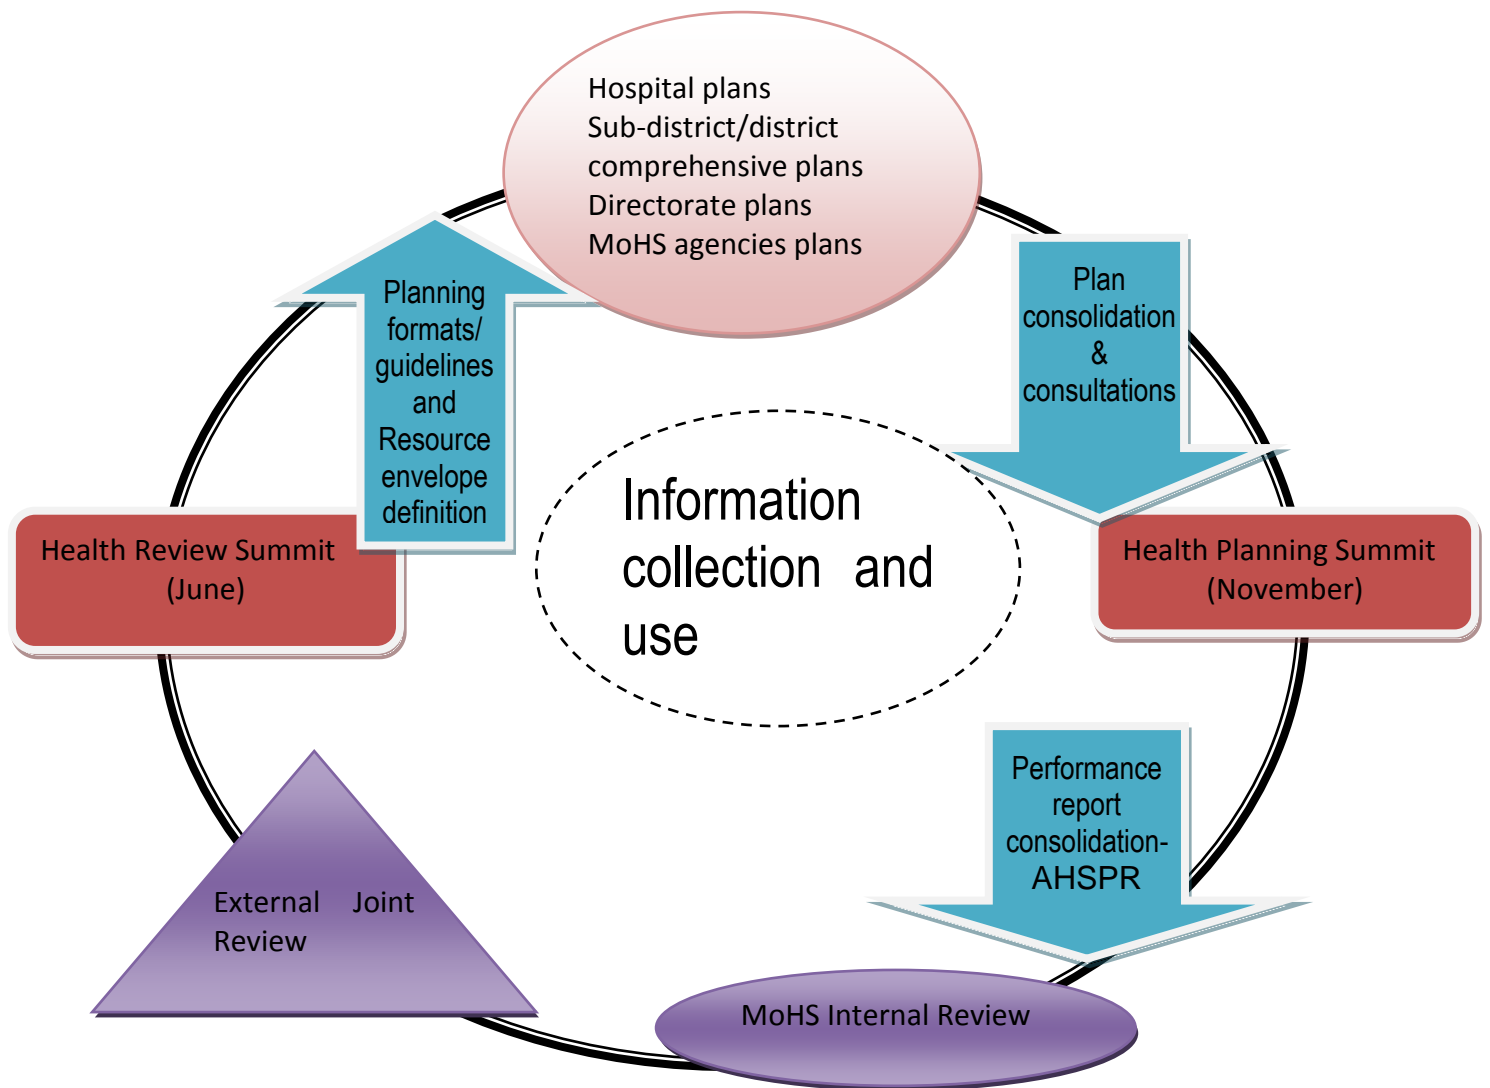 Hospital plans
Sub-district/district
comprehensive plans
Directorate plans
MoHS agencies plans
Planning
formats/
guidelines
and
Resource
envelope
definition
Plan
consolidation
&
consultations
Information
collection and
use
Health Review Summit
(June)
Health Planning Summit
(November)
Performance
report
consolidation-
AHSPR
External Joint
Review
MoHS Internal Review